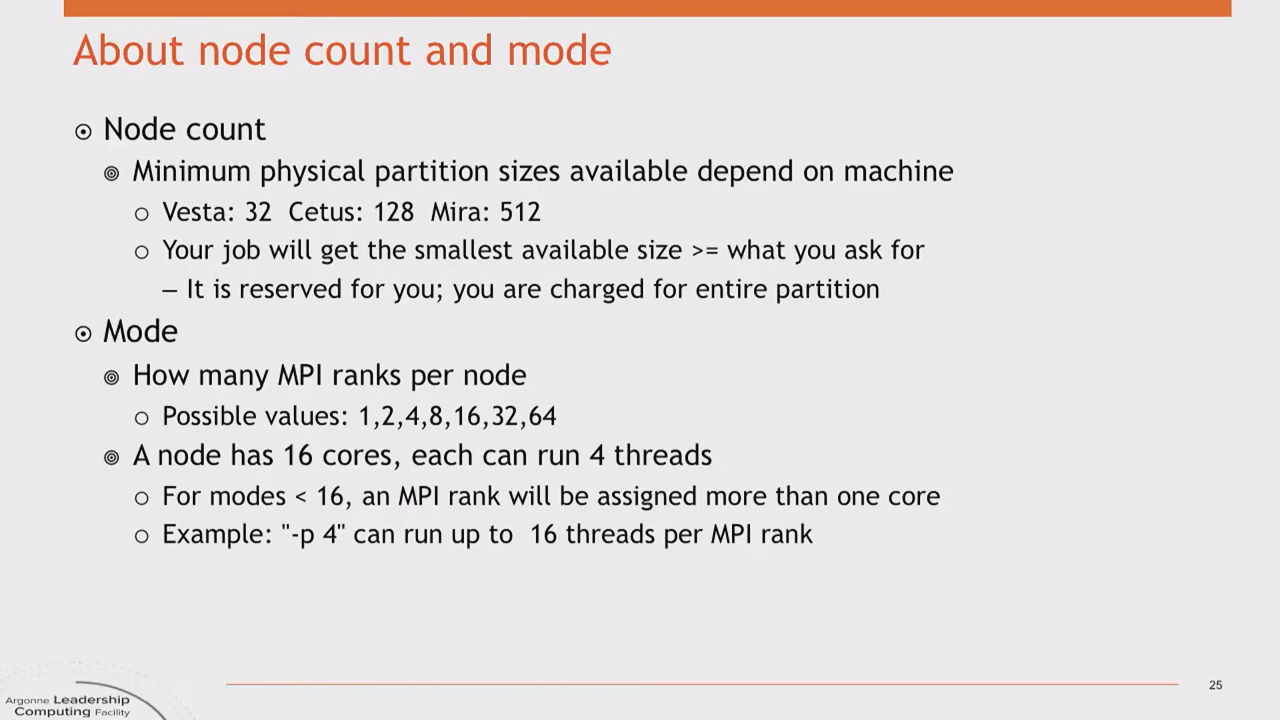 About node count and mode
Node count
Minimum physical partition sizes available depend on machine
Vesta: 32 Cetus: 128 Mira: 512
Your job will get the smallest available size >= what you ask for
– It is reserved for you; you are charged for entire partition
Mode
How many MPI ranks per node
Possible values: 1,2,4,8,16,32,64
A node has 16 cores, each can run 4 threads
For modes < 16, an MPI rank will be assigned more than one core
Example: "-p 4" can run up to 16 threads per MPI rank
Argonne Leadership
Computing Facility
25